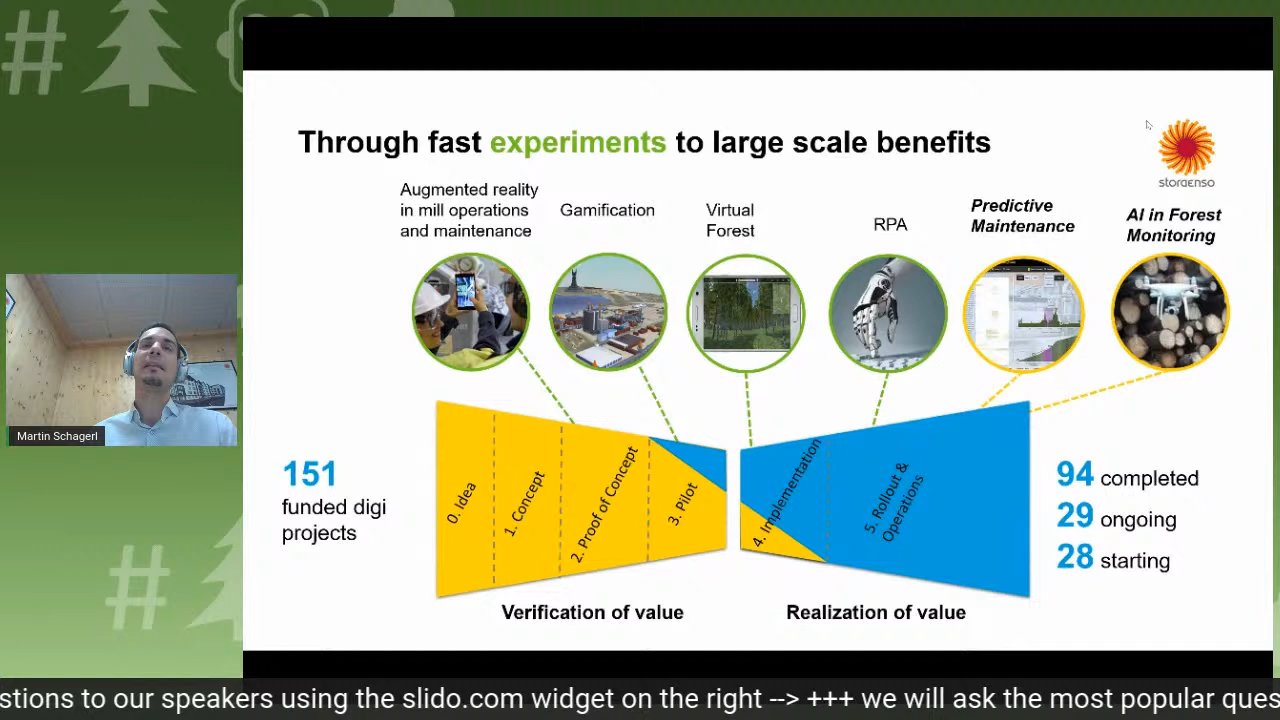 Through fast experiments to large scale benefits
storaenso
Augmented reality
in mill operations
and maintenance
Gamification
Virtual
Forest
RPA
Predictive
Maintenance
AI in Forest
Monitoring
Martin Schagerl
151
funded digi
projects
0. Idea
1. Concept
2. Proof of Concept
3. Pilot
4. Implementation
5. Rollout &
Operations
94 completed
29 ongoing
28 starting
Verification of value
Realization of value
stions to our speakers using the slido.com widget on the right --> +++ we will ask the most popular ques